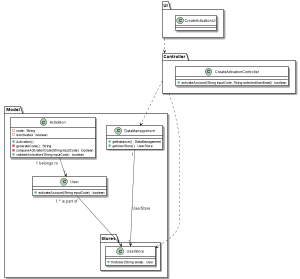 UI
CreateActivationUI
Controller
CreateActivationController
activateAccount(String inputCode, String selectedUserData) : boolean
Model
Activation
code : String
isActivated : boolean
Activation()
generateCode() : String
compareActivationCode(String inputCode) : boolean
validateActivation(String inputCode) : boolean
DataManagement
getInstance() : DataManagement
getUserStore() : UserStore
1 belongs to
User
activateAccount(String inputCode) : boolean
1
1..* is part of
UserStore
Stores
UserStore
findUser(String email) : User